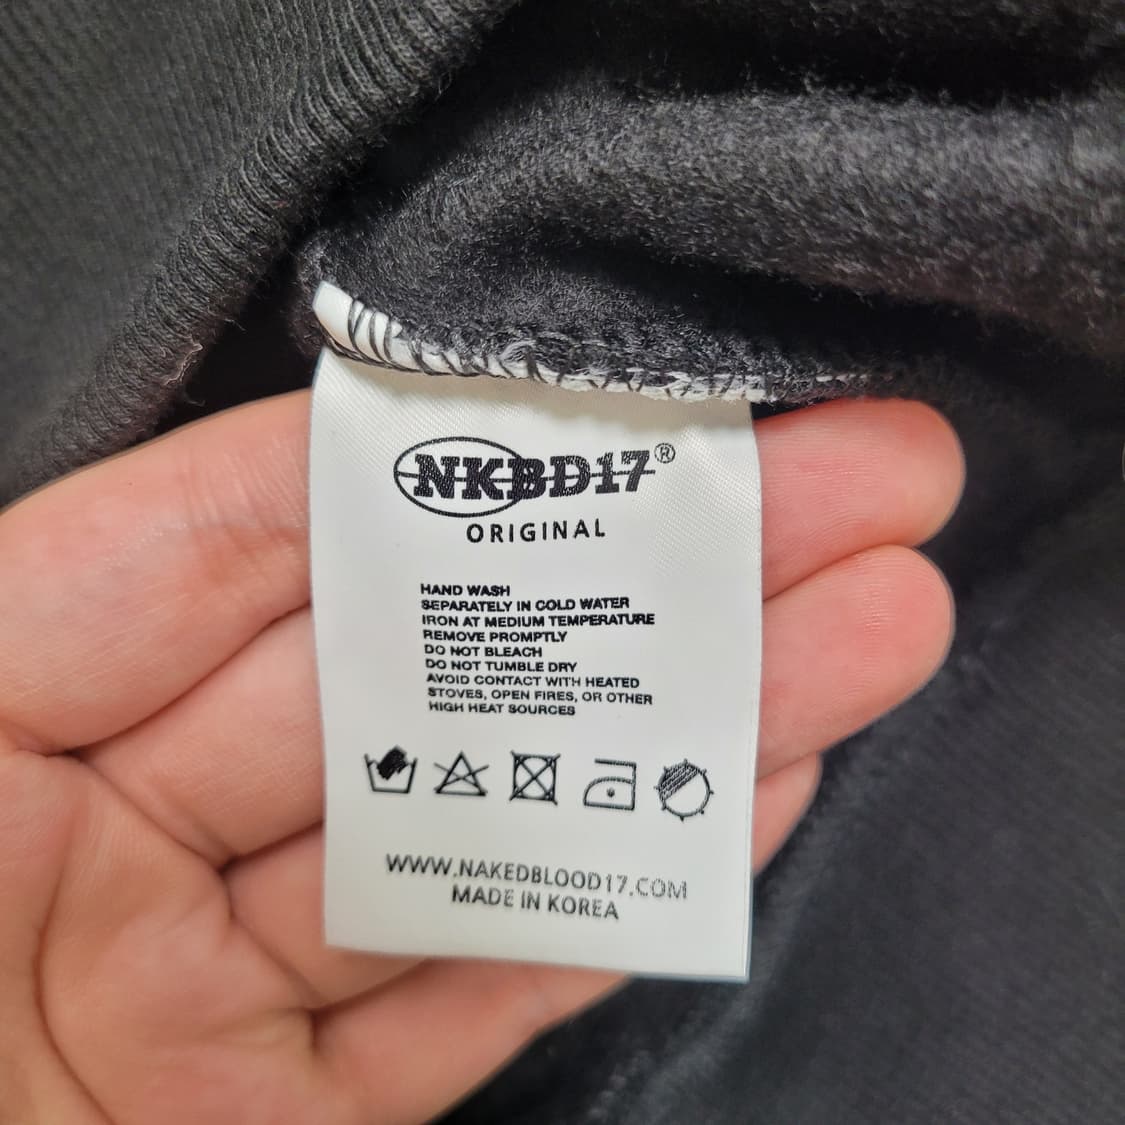 NKBD17®
ORIGINAL
HAND WASH
SEPARATELY IN COLD WATER
IRON AT MEDIUM TEMPERATURE
REMOVE PROMPTLY
DO NOT BLEACH
DO NOT TUMBLE DRY
AVOID CONTACT WITH HEATED
STOVES, OPEN FIRES, OR OTHER
HIGH HEAT SOURCES
WWW.NAKEDBLOOD17.COM
MADE IN KOREA